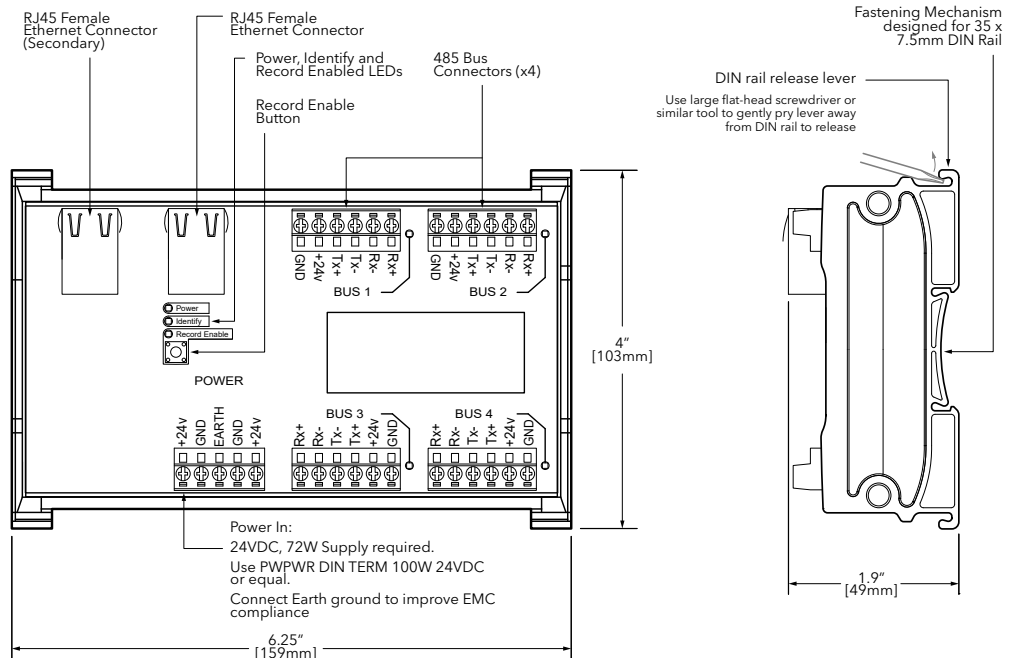 RJ45 Female
Ethernet Connector
(Secondary)
RJ45 Female
Ethernet Connector
Power, Identify and
Record Enabled LEDs
Record Enable
Button
485 Bus
Connectors (x4)
Fastening Mechanism
designed for 35 x
7.5mm DIN Rail
DIN rail release lever
Use large flat-head screwdriver or
similar tool to gently pry lever away
from DIN rail to release
GND
+24v
Tx+
Tx-
Rx-
Rx+
BUS 1
GND
+24v
Tx+
Tx-
Rx-
Rx+
BUS 2
Power
Identify
Record Enable
POWER
+24v
GND
EARTH
GND
+24v
BUS 3
Rx+
Rx-
Tx-
Tx+
+24v
GND
BUS 4
Rx+
Rx-
Tx-
Tx+
+24v
GND
4"
[103mm]
Power In:
24VDC, 72W Supply required.
Use PWPWR DIN TERM 100W 24VDC
or equal.
Connect Earth ground to improve EMC
compliance
6.25"
[159mm]
1.9"
[49mm]